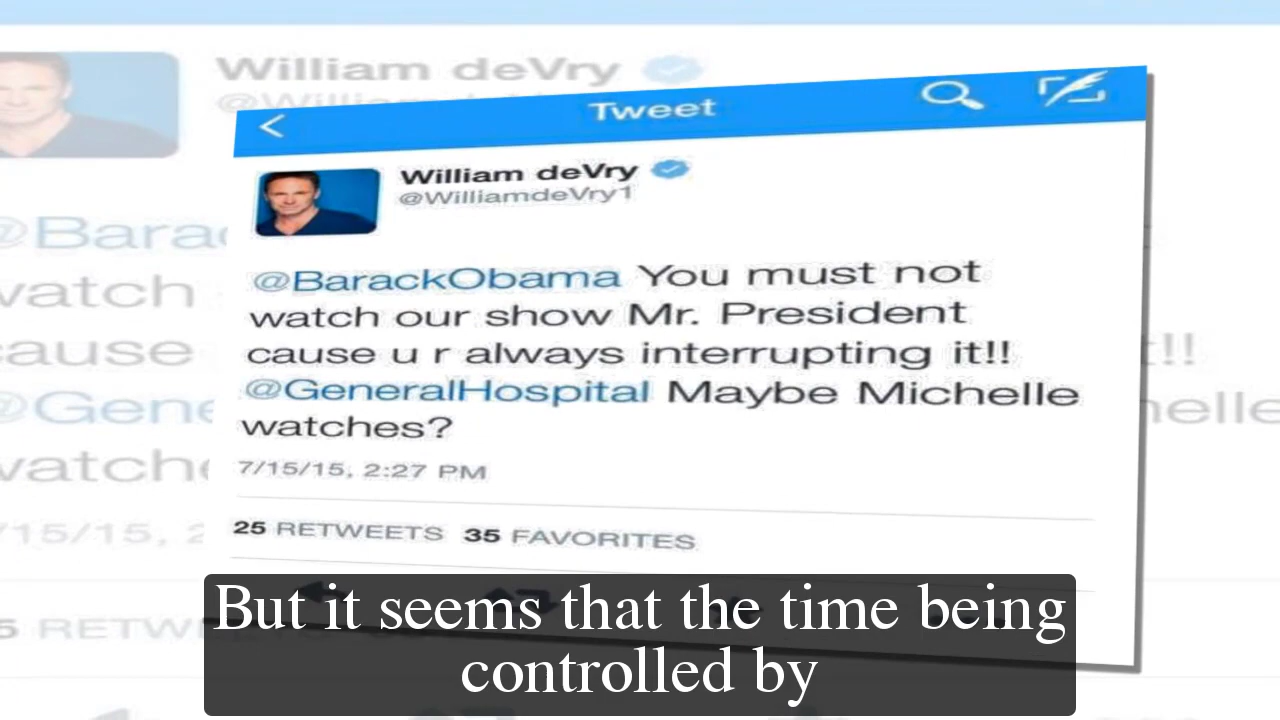 William deVry
Tweet
William deVry
@WilliamdeVry1
@BarackObama You must not
watch our show Mr. President
cause u r always interrupting it!!
@GeneralHospital Maybe Michelle
watches?
7/15/15, 2:27 PM
25 RETWEETS 35 FAVORITES
But it seems that the time being
controlled by